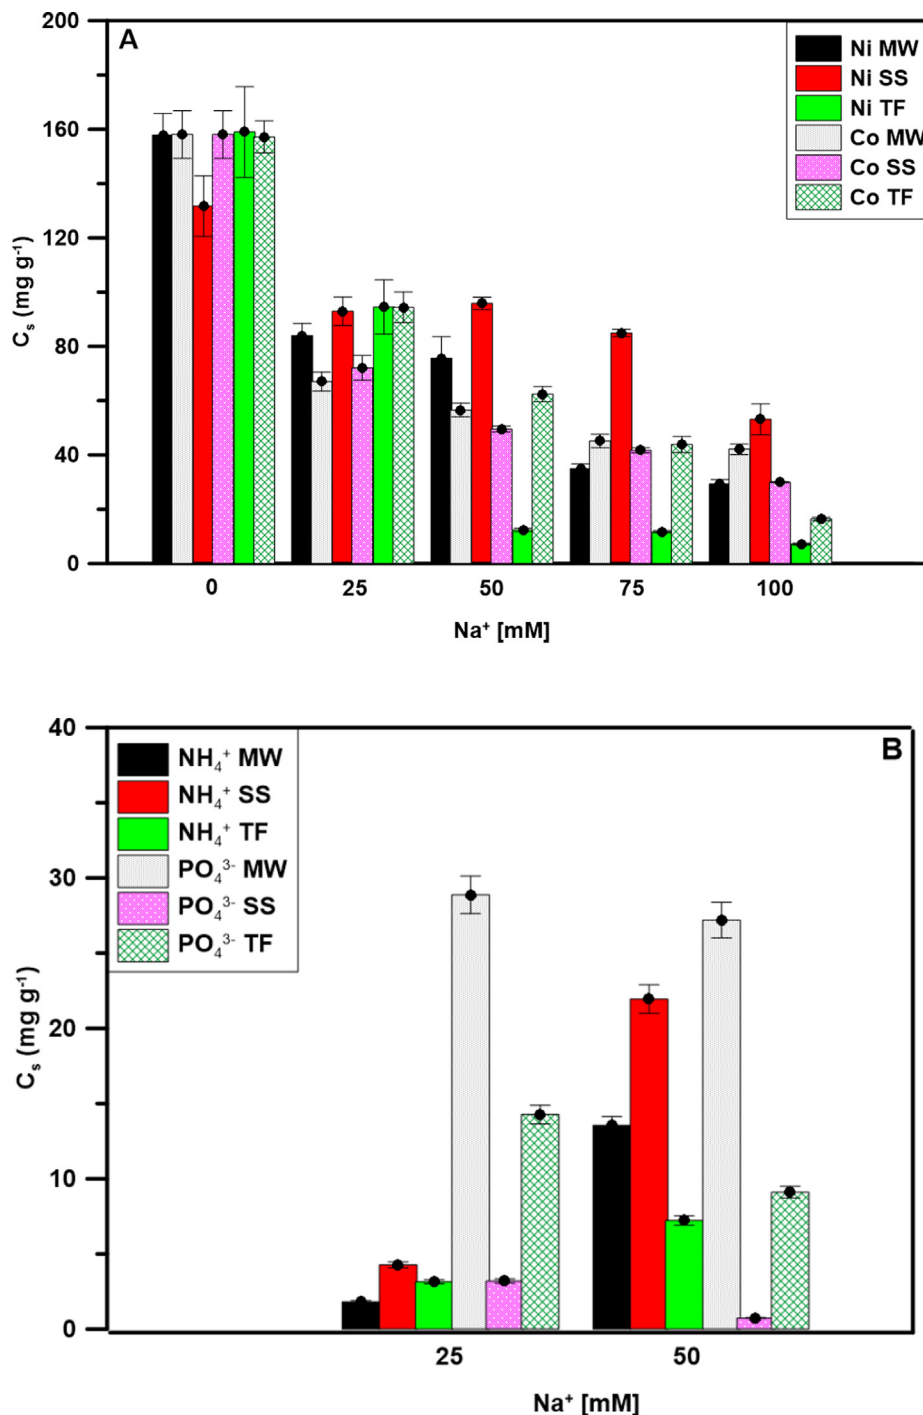 A
200
160
120
80
40
0
Cₛ (mg g⁻¹)
Ni MW
Ni SS
Ni TF
Co MW
Co SS
Co TF
0 25 50 75 100
Na⁺ [mM]
B
40
30
20
10
0
Cₛ (mg g⁻¹)
NH₄⁺ MW
NH₄⁺ SS
NH₄⁺ TF
PO₄³⁻ MW
PO₄³⁻ SS
PO₄³⁻ TF
25 50
Na⁺ [mM]